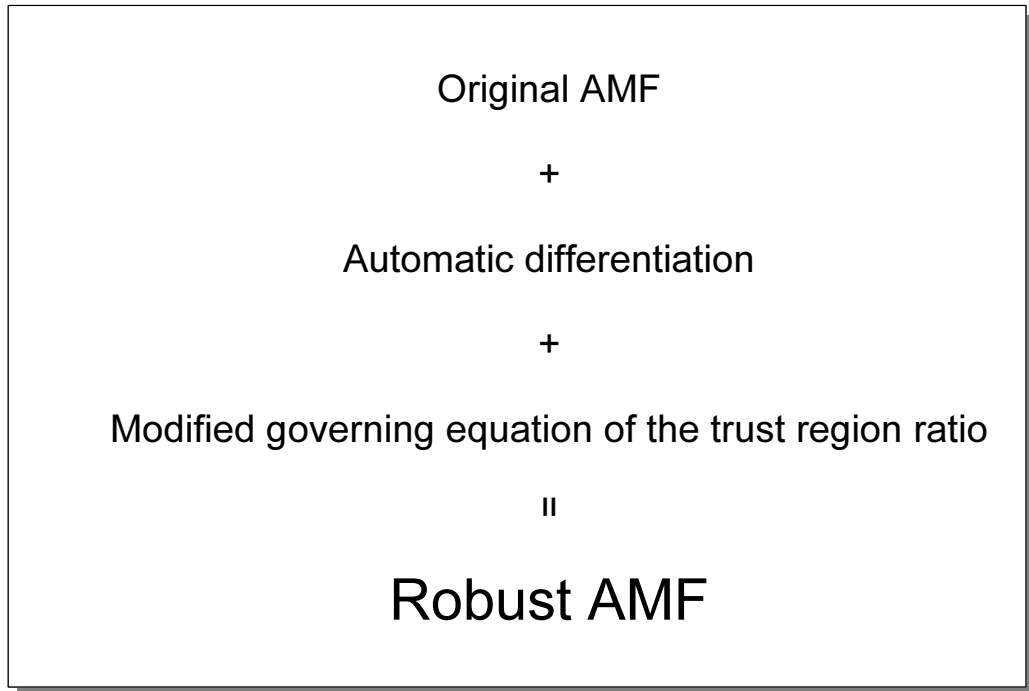 Original AMF
+
Automatic differentiation
+
Modified governing equation of the trust region ratio
=
Robust AMF